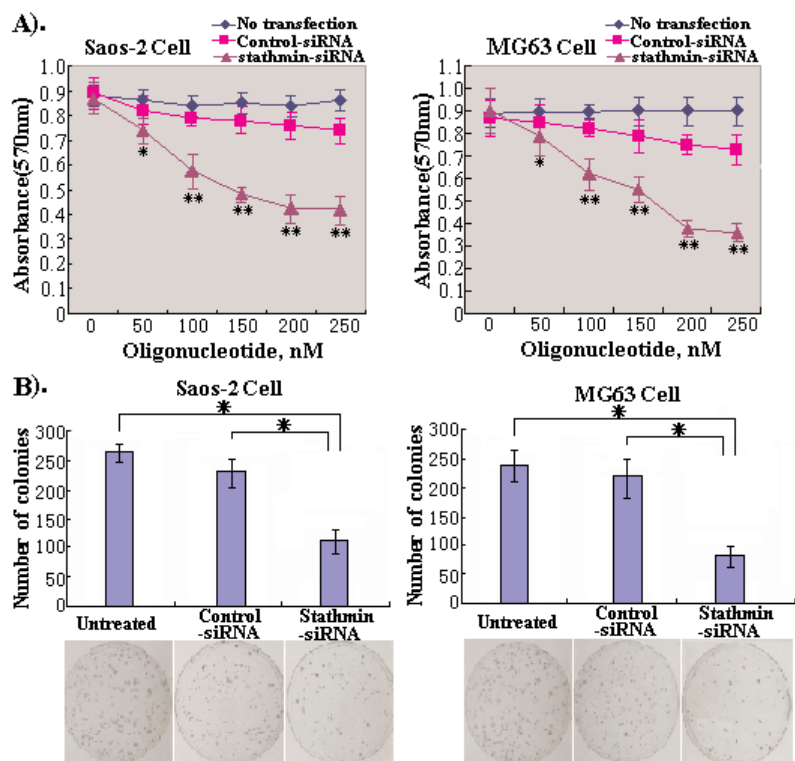 A).
No transfection
Control-siRNA
stathmin-siRNA
Saos-2 Cell
Absorbance(570nm)
1.0
0.9
0.8
0.7
0.6
0.5
0.4
0.3
0.2
0.1
0
*
**
**
**
**
0 50 100 150 200 250
Oligonucleotide, nM
No transfection
Control-siRNA
stathmin-siRNA
MG63 Cell
Absorbance(570nm)
1.1
1.0
0.9
0.8
0.7
0.6
0.5
0.4
0.3
0.2
0.1
0
*
**
**
**
**
0 50 100 150 200 250
Oligonucleotide, nM
B).
Saos-2 Cell
*
*
Number of colonies
300
250
200
150
100
50
0
Untreated
Control
-siRNA
Stathmin
-siRNA
MG63 Cell
*
*
Number of colonies
300
250
200
150
100
50
0
Untreated
Control
-siRNA
Stathmin
-siRNA